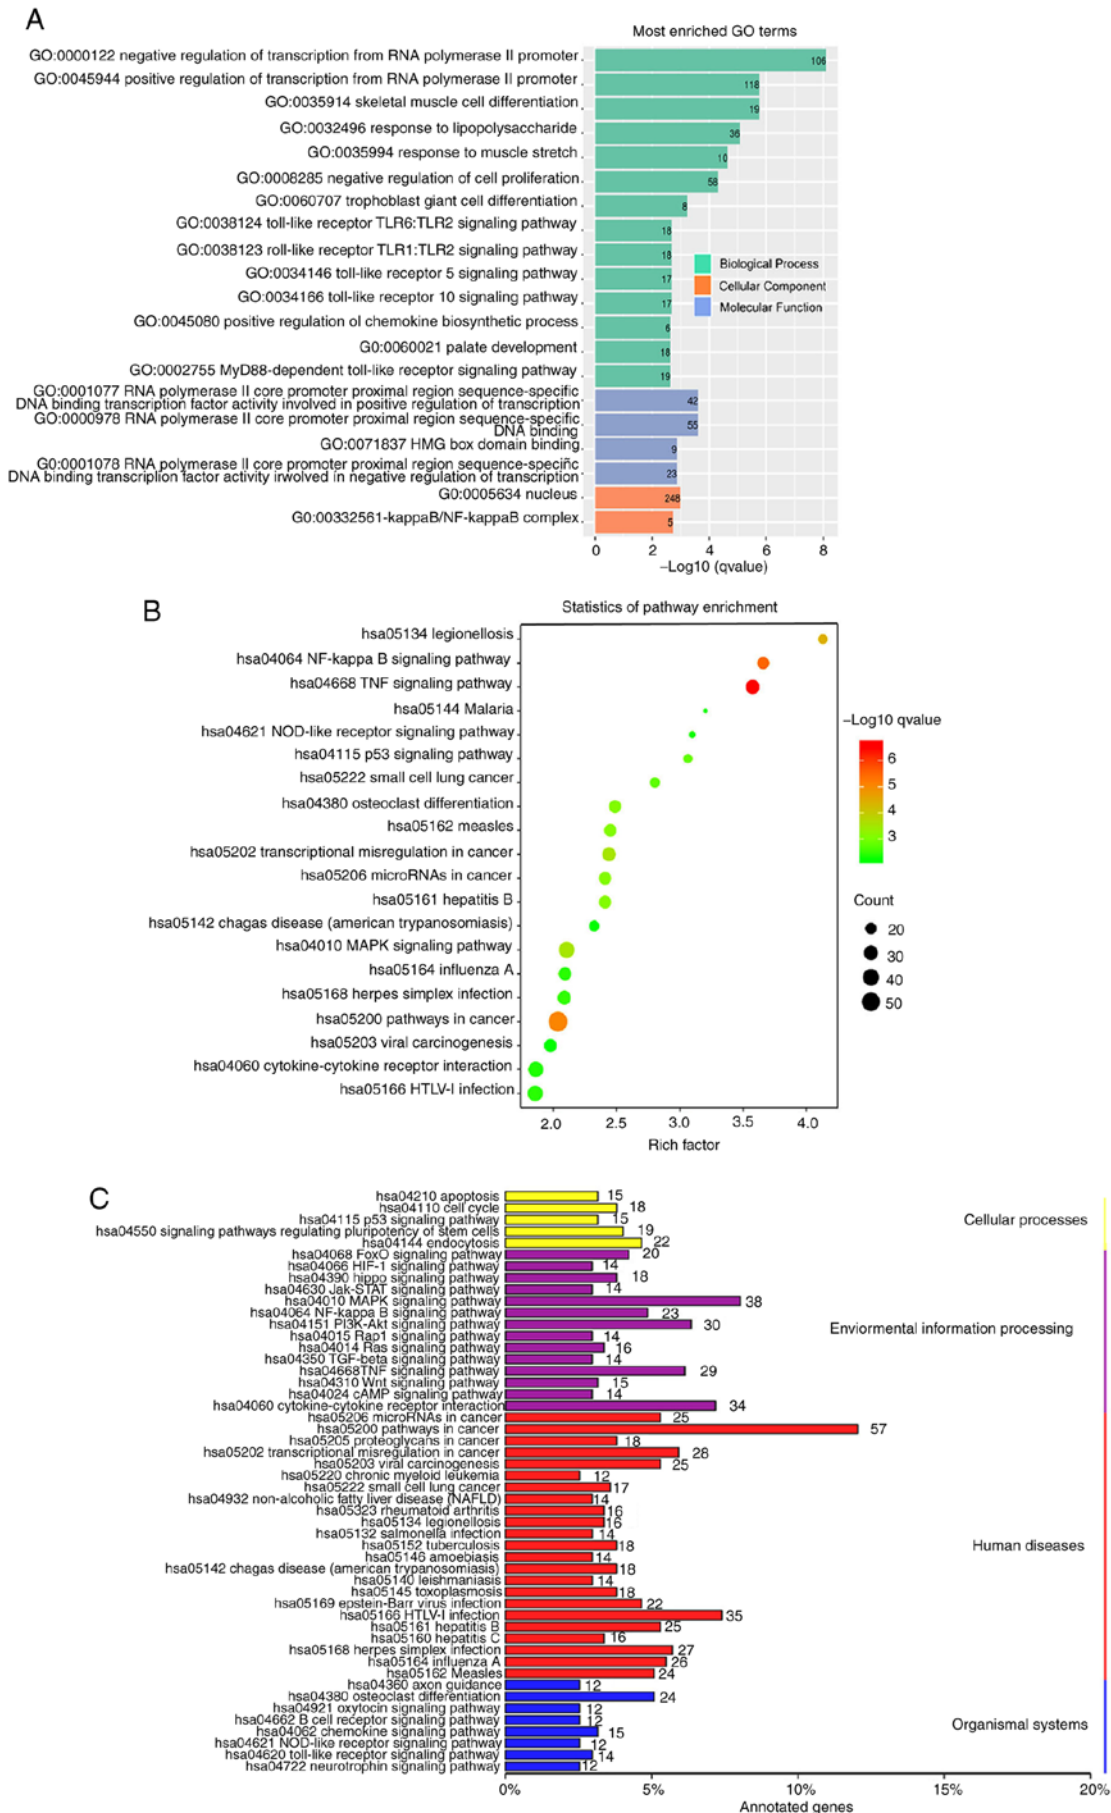 A
Most enriched GO terms
GO:0000122 negative regulation of transcription from RNA polymerase II promoter
106
GO:0045944 positive regulation of transcription from RNA polymerase II promoter
118
GO:0035914 skeletal muscle cell differentiation
19
GO:0032496 response to lipopolysaccharide
36
GO:0035994 response to muscle stretch
10
GO:0008285 negative regulation of cell proliferation
58
GO:0060707 trophoblast giant cell differentiation
8
GO:0038124 toll-like receptor TLR6:TLR2 signaling pathway
18
GO:0038123 roll-like receptor TLR1:TLR2 signaling pathway
18
GO:0034146 toll-like receptor 5 signaling pathway
17
GO:0034166 toll-like receptor 10 signaling pathway
17
GO:0045080 positive regulation ol chemokine biosynthetic process
6
G0:0060021 palate development
18
GO:0002755 MyD88-dependent toll-like receptor signaling pathway
19
GO:0001077 RNA polymerase II core promoter proximal region sequence-specific
DNA binding transcription factor activity involved in positive regulation of transcription
42
GO:0000978 RNA polymerase II core promoter proximal region sequence-specific
DNA binding
55
GO:0071837 HMG box domain binding
9
G0:0001078 RNA polymerase II core promoter proximal region sequence-specific
DNA binding transcriplion factor activity irwolved in negative regulation of transcription
23
G0:0005634 nucleus
248
G0:00332561-kappaB/NF-kappaB complex
5
Biological Process
Cellular Component
Molecular Function
0 2 4 6 8
−Log10 (qvalue)
B
Statistics of pathway enrichment
hsa05134 legionellosis
hsa04064 NF-kappa B signaling pathway
hsa04668 TNF signaling pathway
hsa05144 Malaria
hsa04621 NOD-like receptor signaling pathway
hsa04115 p53 signaling pathway
hsa05222 small cell lung cancer
hsa04380 osteoclast differentiation
hsa05162 measles
hsa05202 transcriptional misregulation in cancer
hsa05206 microRNAs in cancer
hsa05161 hepatitis B
hsa05142 chagas disease (american trypanosomiasis)
hsa04010 MAPK signaling pathway
hsa05164 influenza A
hsa05168 herpes simplex infection
hsa05200 pathways in cancer
hsa05203 viral carcinogenesis
hsa04060 cytokine-cytokine receptor interaction
hsa05166 HTLV-I infection
2.0 2.5 3.0 3.5 4.0
Rich factor
−Log10 qvalue
6
5
4
3
Count
20
30
40
50
C
hsa04210 apoptosis 15
hsa04110 cell cycle 18
hsa04115 p53 signaling pathway 15
hsa04550 signaling pathways regulating pluripotency of stem cells 19
hsa04144 endocytosis 22
hsa04068 FoxO signaling pathway 20
hsa04066 HIF-1 signaling pathway 14
hsa04390 hippo signaling pathway 18
hsa04630 Jak-STAT signaling pathway 14
hsa04010 MAPK signaling pathway 38
hsa04064 NF-kappa B signaling pathway 23
hsa04151 PI3K-Akt signaling pathway 30
hsa04015 Rap1 signaling pathway 14
hsa04014 Ras signaling pathway 16
hsa04350 TGF-beta signaling pathway 14
hsa04668TNF signaling pathway 29
hsa04310 Wnt signaling pathway 15
hsa04024 cAMP signaling pathway 14
hsa04060 cytokine-cytokine receptor interaction 34
hsa05206 microRNAs in cancer 25
hsa05200 pathways in cancer 57
hsa05205 proteoglycans in cancer 18
hsa05202 transcriptional misregulation in cancer 28
hsa05203 viral carcinogenesis 25
hsa05220 chronic myeloid leukemia 12
hsa05222 small cell lung cancer 17
hsa04932 non-alcoholic fatty liver disease (NAFLD) 14
hsa05323 rheumatoid arthritis 16
hsa05134 legionellosis 16
hsa05132 salmonella infection 14
hsa05152 tuberculosis 18
hsa05146 amoebiasis 14
hsa05142 chagas disease (american trypanosomiasis) 18
hsa05140 leishmaniasis 14
hsa05145 toxoplasmosis 18
hsa05169 epstein-Barr virus infection 22
hsa05166 HTLV-I infection 35
hsa05161 hepatitis B 25
hsa05160 hepatitis C 16
hsa05168 herpes simplex infection 27
hsa05164 influenza A 26
hsa05162 Measles 24
hsa04360 axon guidance 12
hsa04380 osteoclast differentiation 24
hsa04921 oxytocin signaling pathway 12
hsa04662 B cell receptor signaling pathway 12
hsa04062 chemokine signaling pathway 15
hsa04621 NOD-like receptor signaling pathway 12
hsa04620 toll-like receptor signaling pathway 14
hsa04722 neurotrophin signaling pathway 12
Cellular processes
Enviormental information processing
Human diseases
Organismal systems
0% 5% 10% 15% 20%
Annotated genes